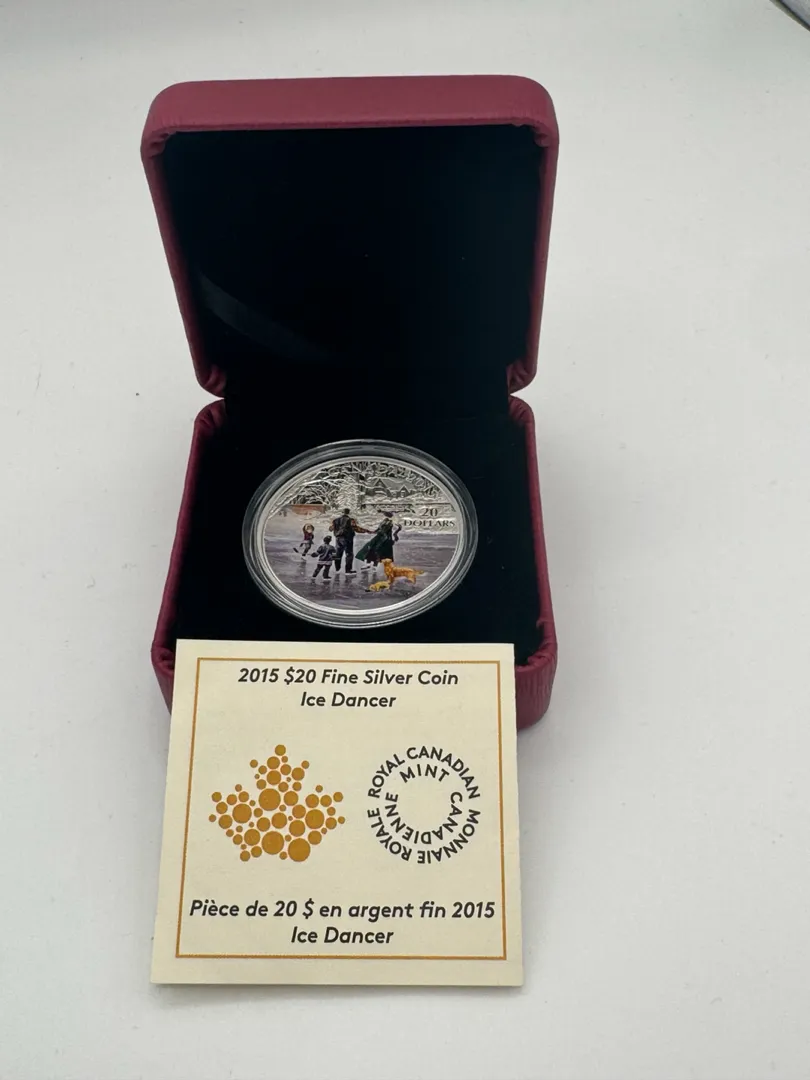 20
DOLLARS
2015 $20 Fine Silver Coin
Ice Dancer
ROYAL CANADIAN
MINT
MONNAIE ROYALE
CANADIENNE
Pièce de 20 $ en argent fin 2015
Ice Dancer